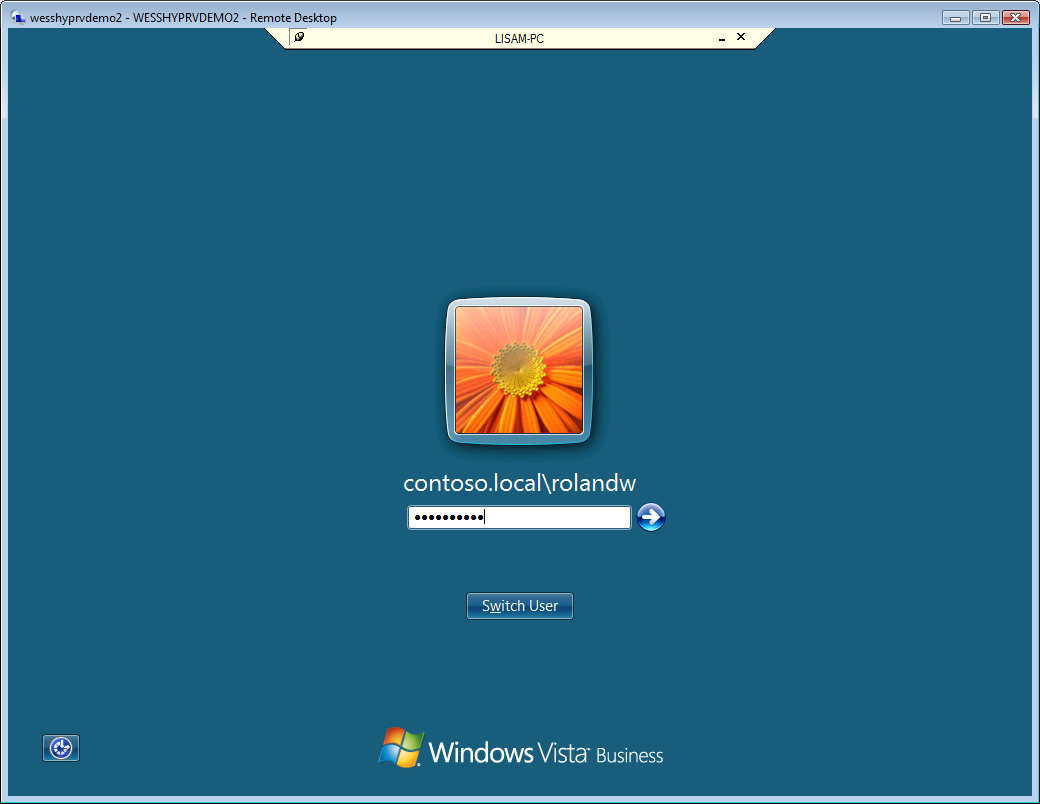 wesshyprvdemo2 - WESSHYPRVDEMO2 - Remote Desktop
LISAM-PC
contoso.local\rolandw
••••••••••
Switch User
Windows Vista Business